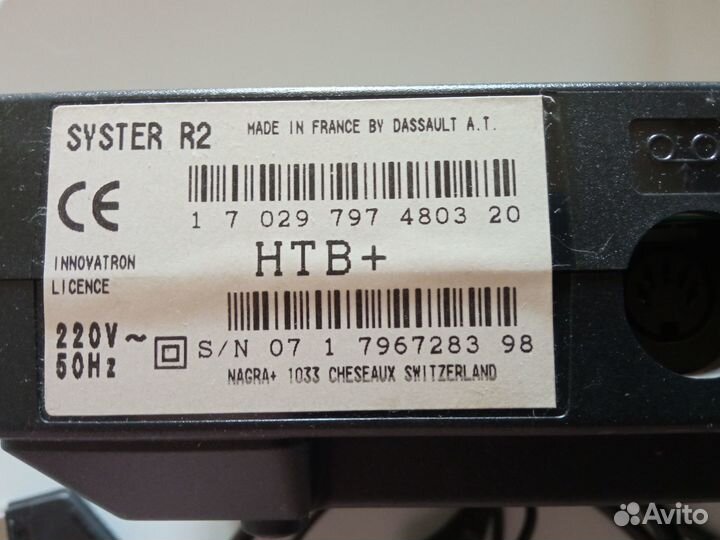 SYSTER R2 MADE IN FRANCE BY DASSAULT A.T.
CE
1 7 029 797 4803 20
INNOVATRON
LICENCE
НТВ+
220V~
50Hz
S/N 07 1 7967283 98
NAGRA+ 1033 CHESEAUX SWITZERLAND
Avito